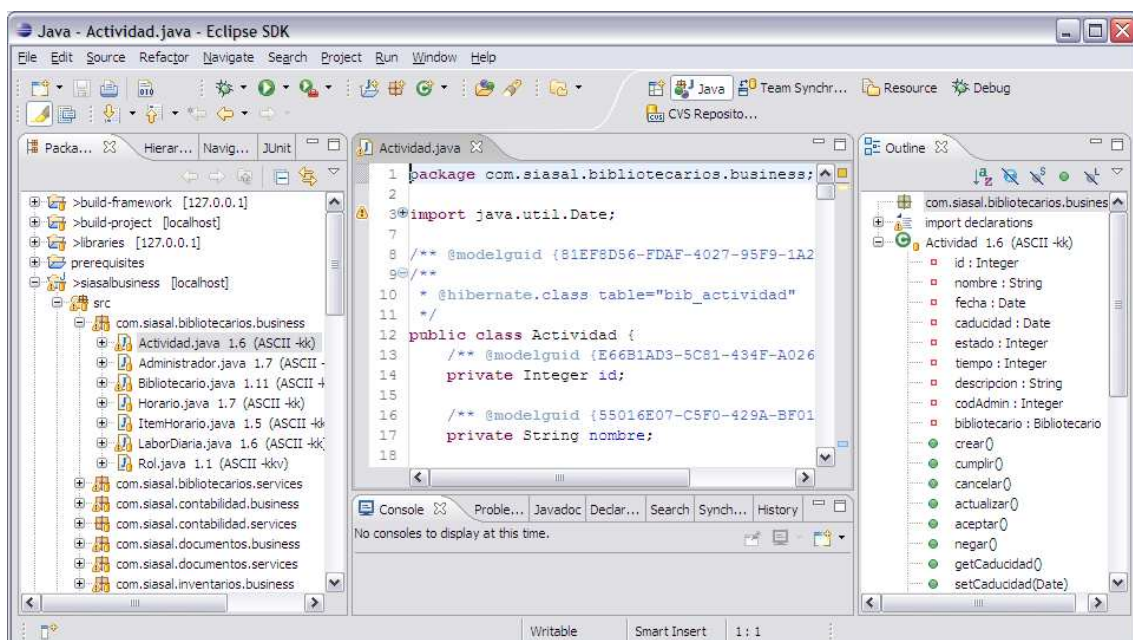 Java - Actividad.java - Eclipse SDK
File Edit Source Refactor Navigate Search Project Run Window Help
010
Java
Team Synchr...
Resource
Debug
CVS
CVS Reposito...
Packa...
Hierar...
Navig...
JUnit
>build-framework [127.0.0.1]
>build-project [localhost]
>libraries [127.0.0.1]
prerequisites
>siasalbusiness [localhost]
src
com.siasal.bibliotecarios.business
Actividad.java 1.6 (ASCII -kk)
Administrador.java 1.7 (ASCII -
Bibliotecario.java 1.11 (ASCII -k
Horario.java 1.7 (ASCII -kk)
ItemHorario.java 1.5 (ASCII -kk
LaborDiaria.java 1.6 (ASCII -kk)
Rol.java 1.1 (ASCII -kkv)
com.siasal.bibliotecarios.services
com.siasal.contabilidad.business
com.siasal.contabilidad.services
com.siasal.documentos.business
com.siasal.documentos.services
com.siasal.inventarios.business
Actividad.java
1 package com.siasal.bibliotecarios.business;
2
3 import java.util.Date;
7
8 /** @modelguid {81EF8D56-FDAF-4027-95F9-1A2
9 /**
10 * @hibernate.class table="bib_actividad"
11 */
12 public class Actividad {
13 /** @modelguid {E66B1AD3-5C81-434F-A026
14 private Integer id;
15
16 /** @modelguid {55016E07-C5F0-429A-BF01
17 private String nombre;
18
Console
Proble...
Javadoc
Declar...
Search
Synch...
History
No consoles to display at this time.
Outline
com.siasal.bibliotecarios.busines
import declarations
Actividad 1.6 (ASCII -kk)
id : Integer
nombre : String
fecha : Date
caducidad : Date
estado : Integer
tiempo : Integer
descripcion : String
codAdmin : Integer
bibliotecario : Bibliotecario
crear()
cumplir()
cancelar()
actualizar()
aceptar()
negar()
getCaducidad()
setCaducidad(Date)
Writable
Smart Insert
1 : 1